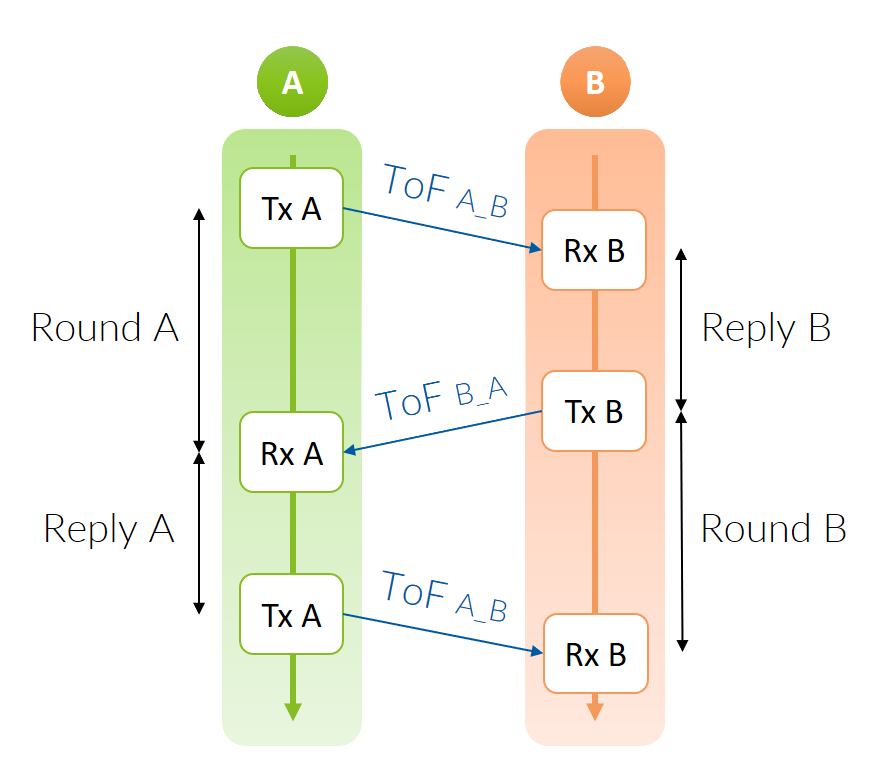 A
B
Tx A
ToF A_B
Rx B
Round A
Reply B
ToF B_A
Tx B
Rx A
Reply A
Round B
ToF A_B
Tx A
Rx B